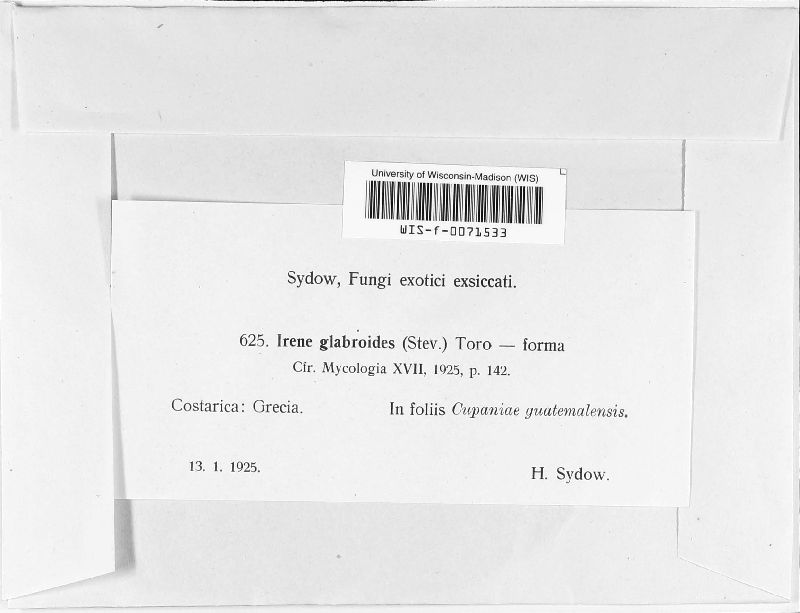 University of Wisconsin-Madison (WIS)
WIS-f-0071533
Sydow, Fungi exotici exsiccati.
625. Irene glabroides (Stev.) Toro — forma
Cfr. Mycologia XVII, 1925, p. 142.
Costarica: Grecia. In foliis Cupaniae guatemalensis.
13. 1. 1925. H. Sydow.